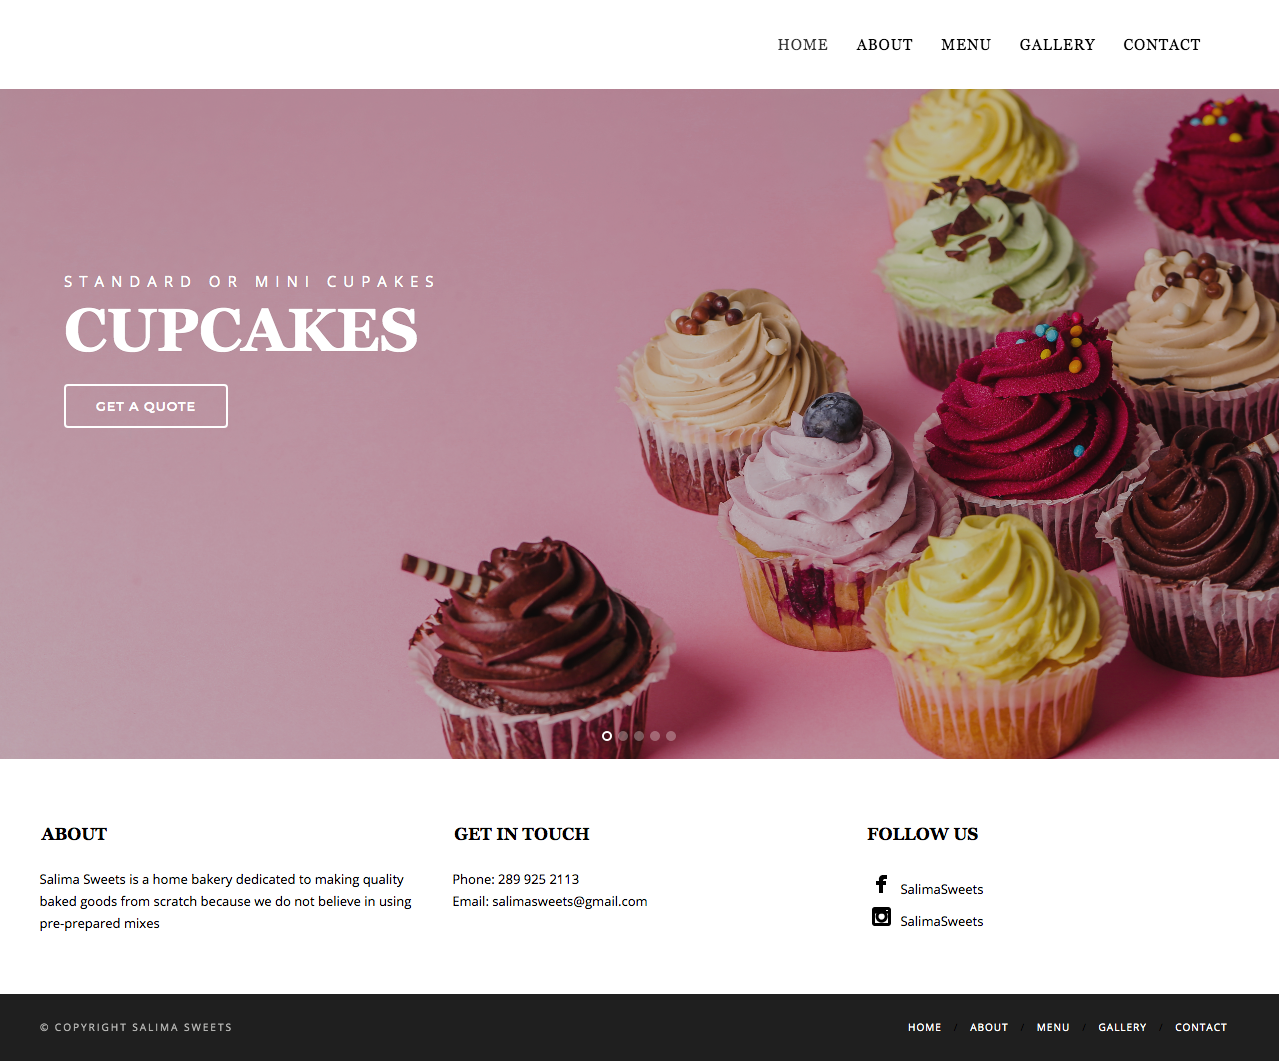 HOME ABOUT MENU GALLERY CONTACT
STANDARD OR MINI CUPAKES
CUPCAKES
GET A QUOTE
ABOUT
Salima Sweets is a home bakery dedicated to making quality
baked goods from scratch because we do not believe in using
pre-prepared mixes
GET IN TOUCH
Phone: 289 925 2113
Email: salimasweets@gmail.com
FOLLOW US
SalimaSweets
SalimaSweets
© COPYRIGHT SALIMA SWEETS
HOME / ABOUT / MENU / GALLERY / CONTACT